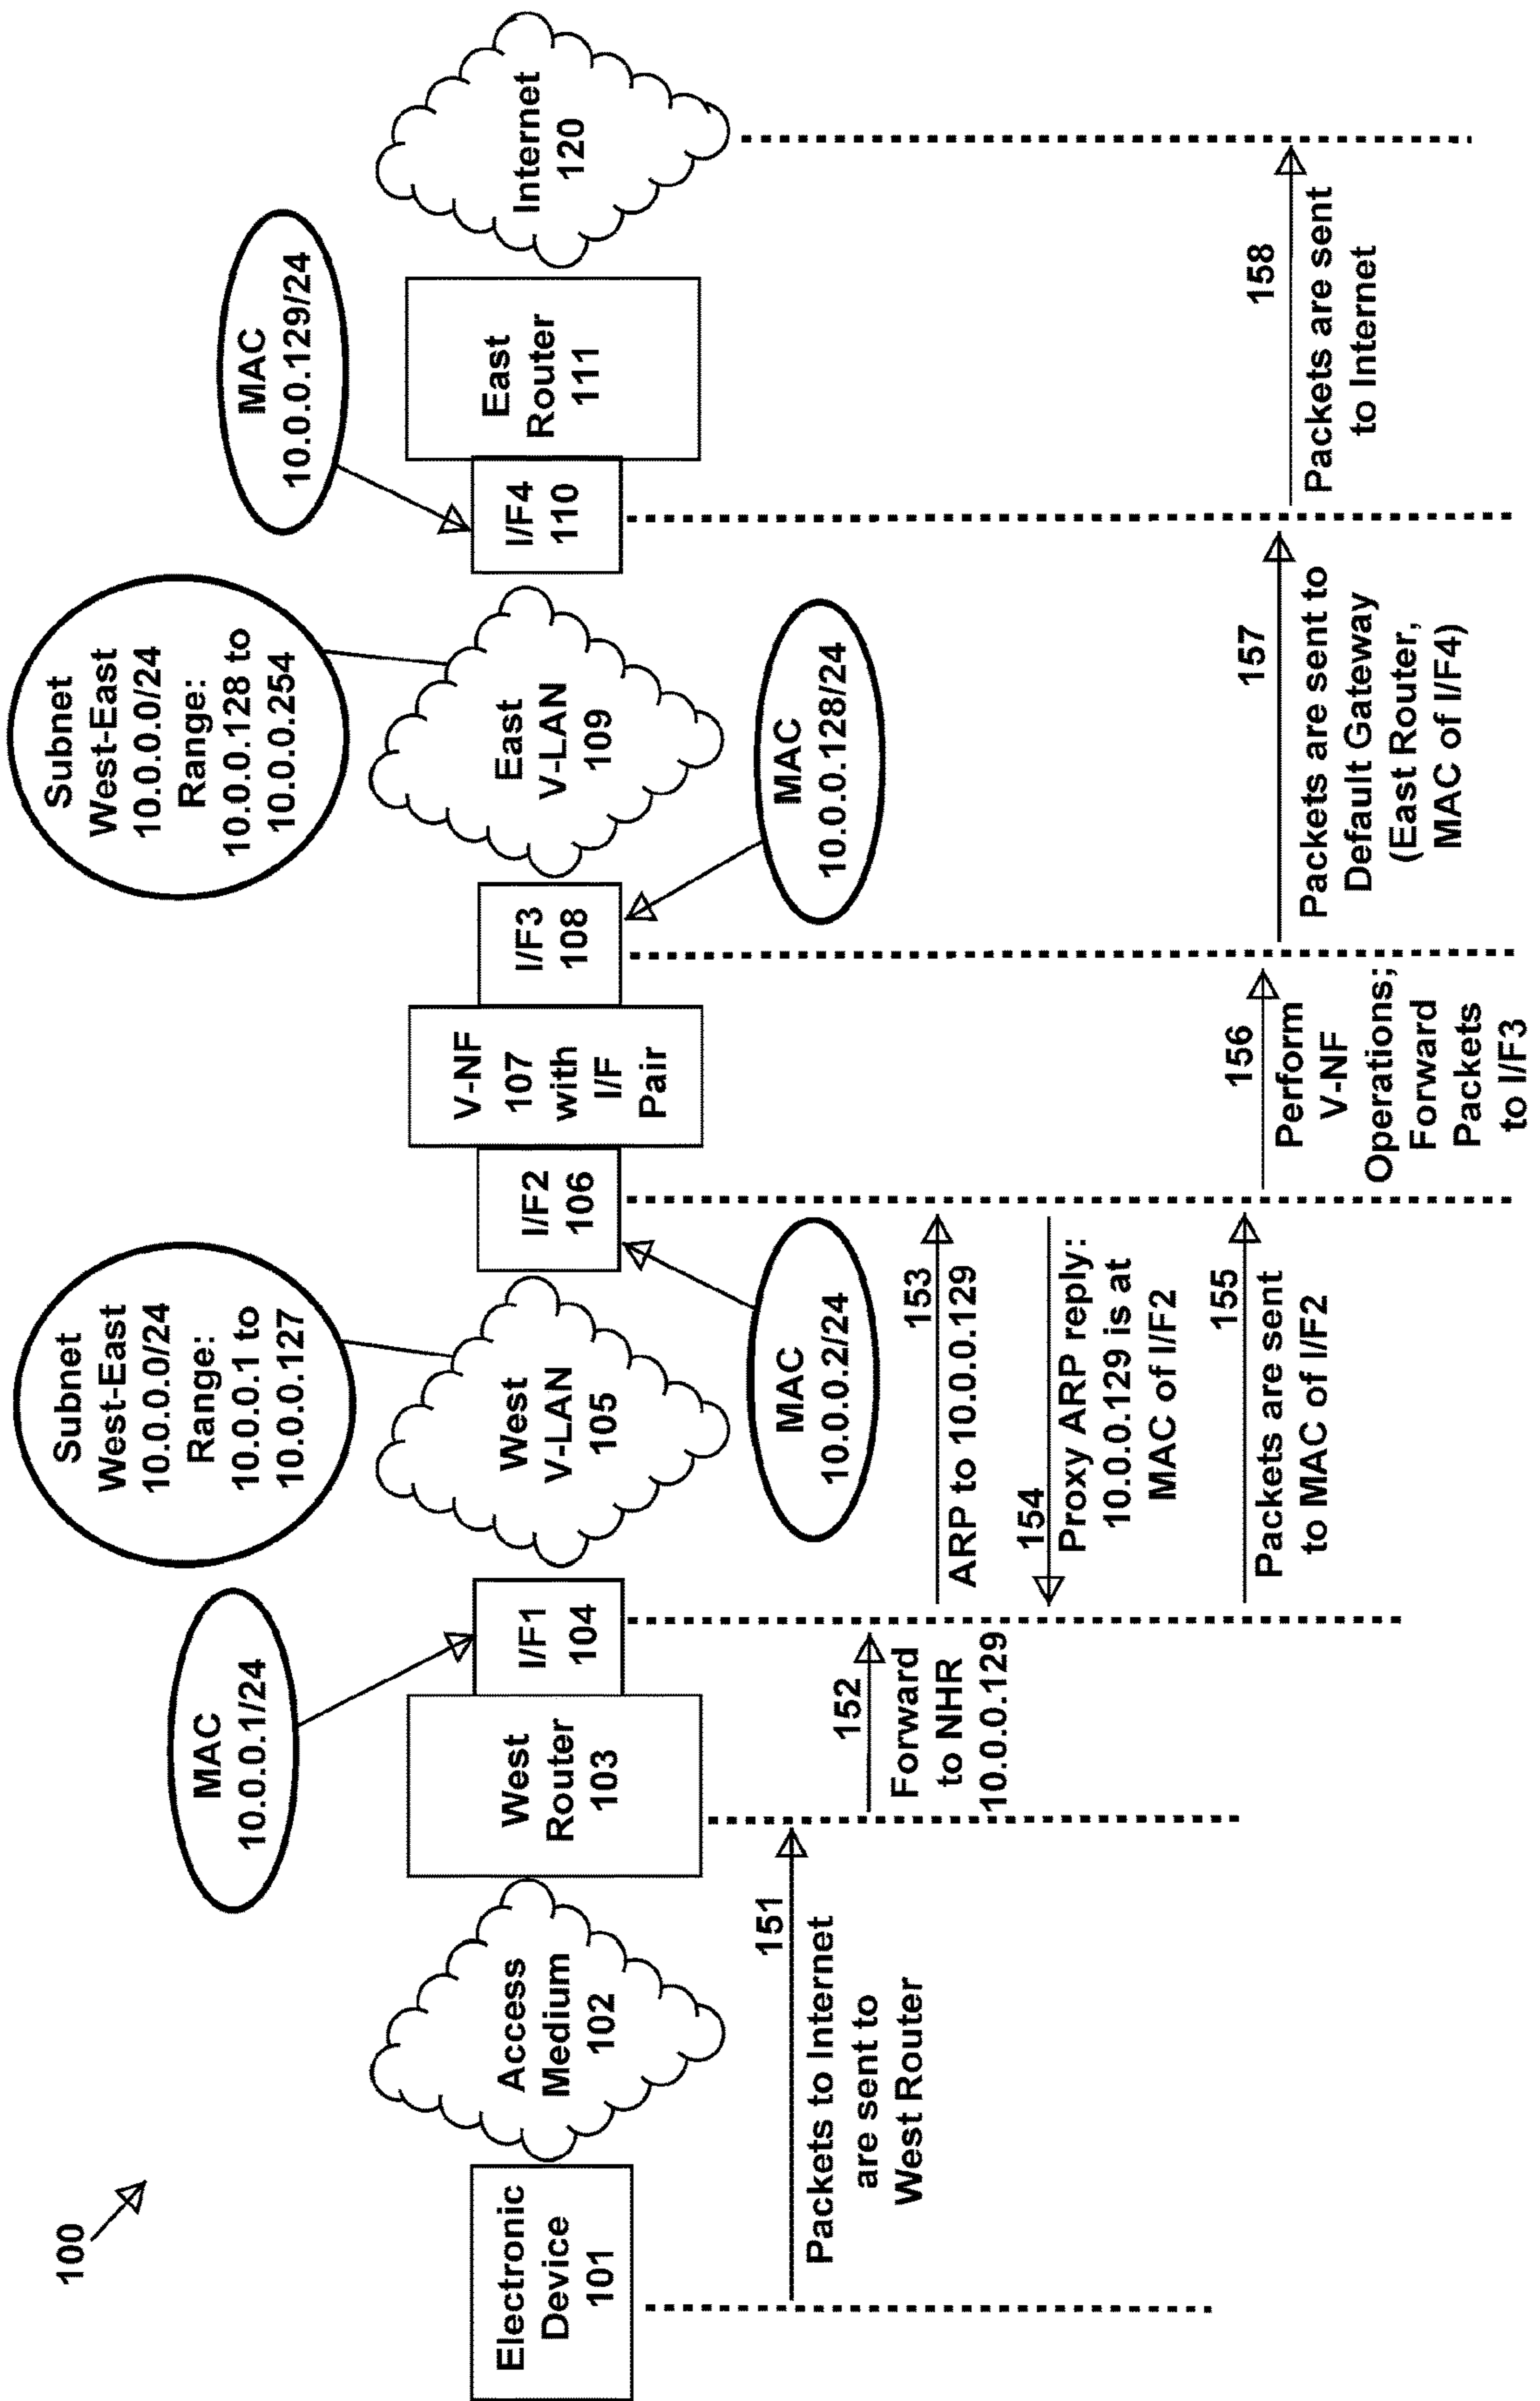 100
Electronic
Device
101
Access
Medium
102
West
Router
103
MAC
10.0.0.1/24
I/F1
104
Subnet
West-East
10.0.0.0/24
Range:
10.0.0.1 to
10.0.0.127
West
V-LAN
105
MAC
10.0.0.2/24
I/F2
106
V-NF
107
with
I/F
Pair
I/F3
108
MAC
10.0.0.128/24
Subnet
West-East
10.0.0.0/24
Range:
10.0.0.128 to
10.0.0.254
East
V-LAN
109
MAC
10.0.0.129/24
I/F4
110
East
Router
111
Internet
120
151
Packets to Internet
are sent to
West Router
152
Forward
to NHR
10.0.0.129
153
ARP to 10.0.0.129
154
Proxy ARP reply:
10.0.0.129 is at
MAC of I/F2
155
Packets are sent
to MAC of I/F2
156
Perform
V-NF
Operations;
Forward
Packets
to I/F3
157
Packets are sent to
Default Gateway
(East Router,
MAC of I/F4)
158
Packets are sent
to Internet